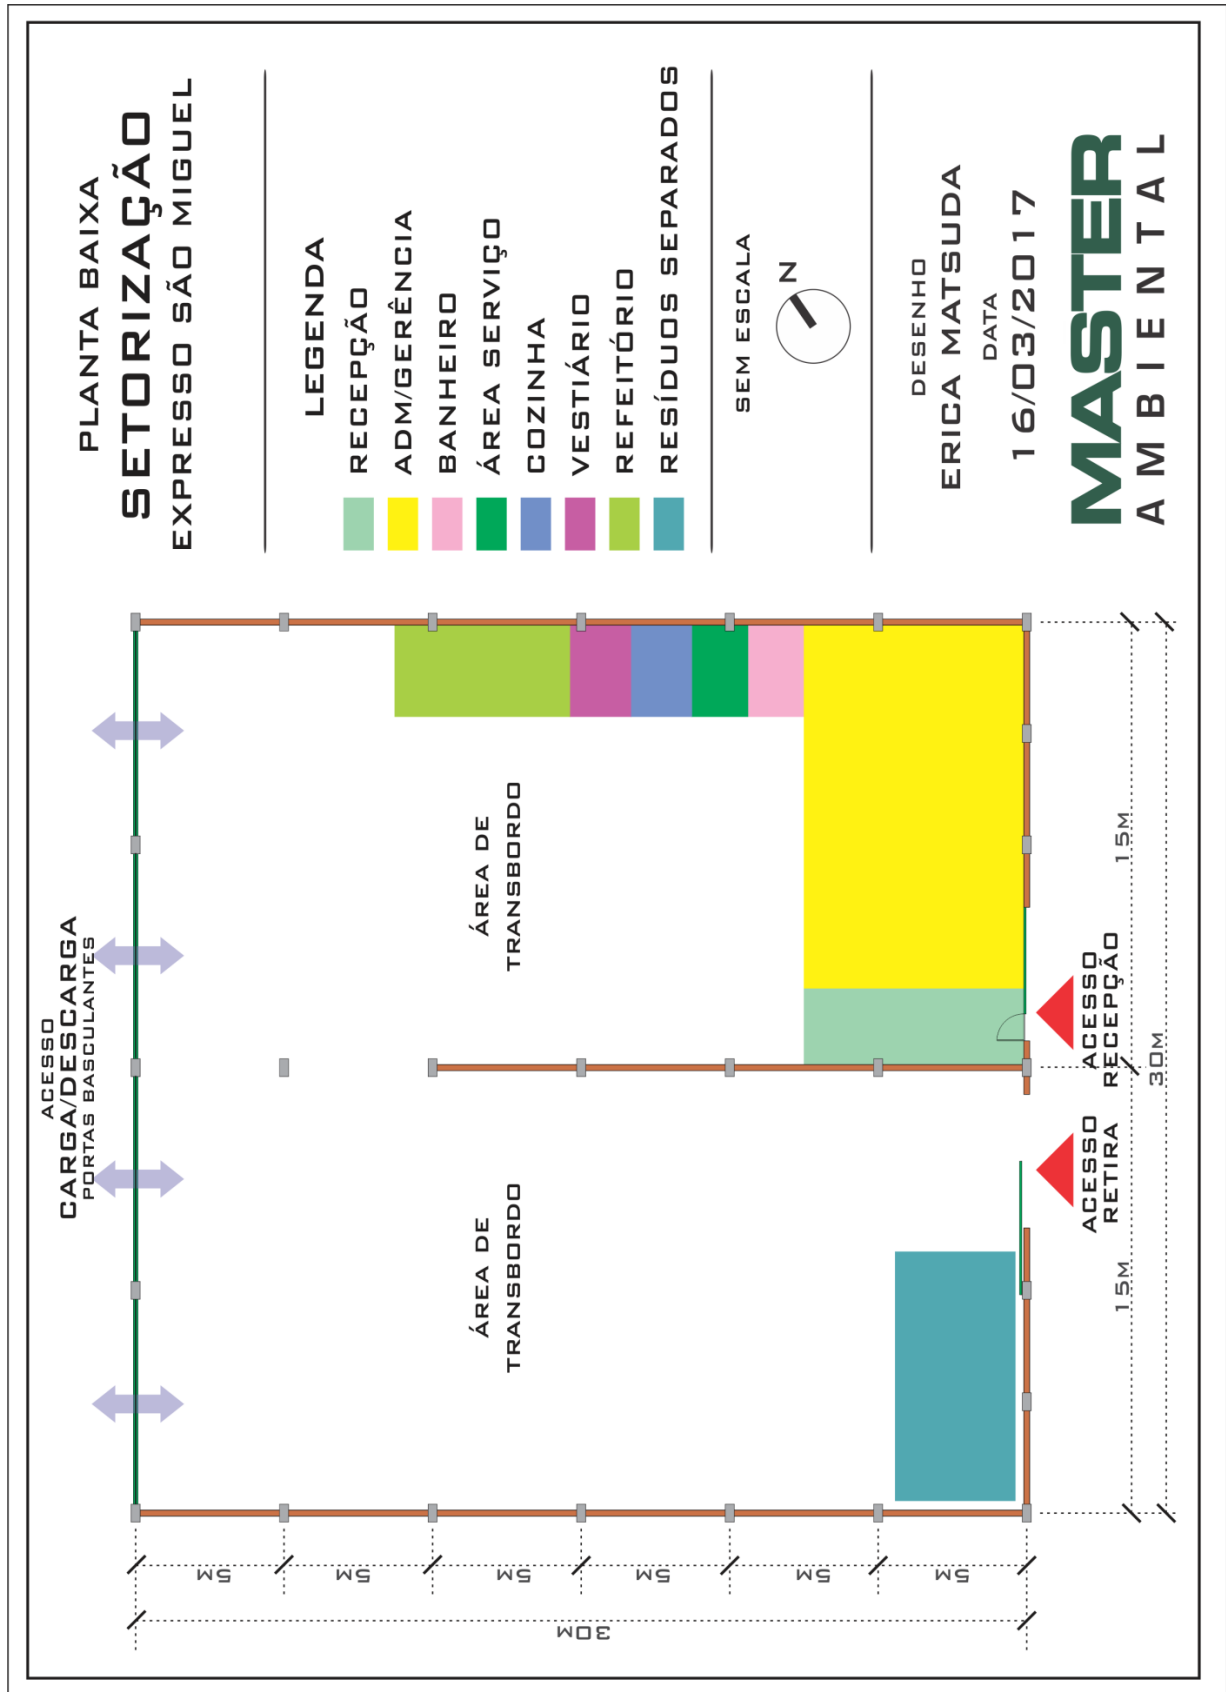 PLANTA BAIXA
SETORIZAÇÃO
EXPRESSO SÃO MIGUEL
LEGENDA
RECEPÇÃO
ADM/GERÊNCIA
BANHEIRO
ÁREA SERVIÇO
COZINHA
VESTIÁRIO
REFEITÓRIO
RESÍDUOS SEPARADOS
SEM ESCALA
N
DESENHO
ERICA MATSUDA
DATA
16/03/2017
MASTER
AMBIENTAL
ACESSO
CARGA/DESCARGA
PORTAS BASCULANTES
ÁREA DE
TRANSBORDO
ÁREA DE
TRANSBORDO
ACESSO
RETIRA
ACESSO
RECEPÇÃO
15M
15M
30M
5M
5M
5M
5M
5M
5M
30M